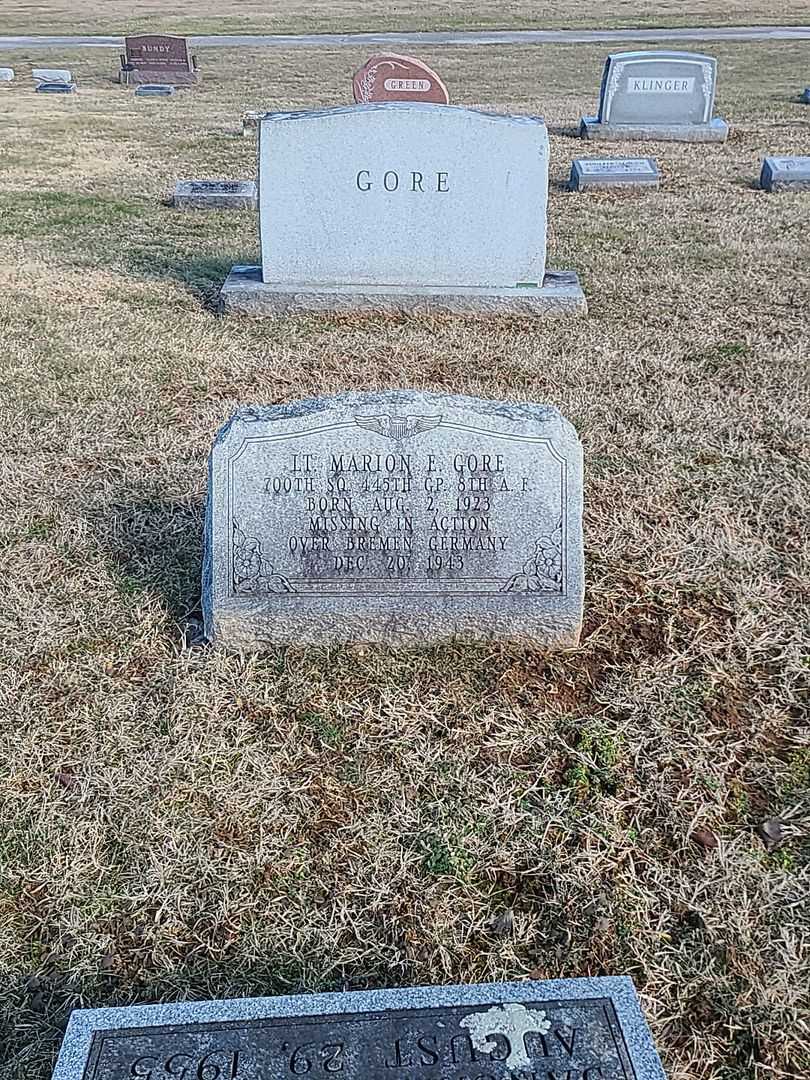 BUNDY
GREEN
KLINGER
GORE
LT. MARION E. GORE
700TH SQ. 445TH GP. 8TH A. F.
BORN AUG. 2, 1923
MISSING IN ACTION
OVER BREMEN GERMANY
DEC. 20, 1943
AUGUST 29, 1955